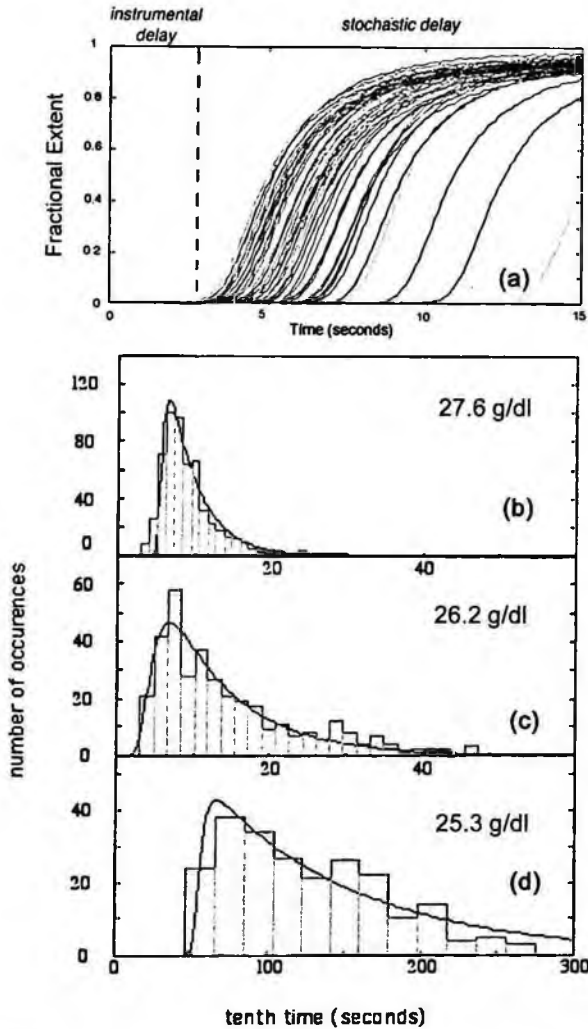 instrumental delay
stochastic delay
1
0.8
0.6
0.4
0.2
0
Fractional Extent
(a)
0 5 10 15
Time (seconds)
120
80
40
0
27.6 g/dl
(b)
20 40
60
40
20
0
26.2 g/dl
(c)
20 40
number of occurences
40
20
0
25.3 g/dl
(d)
0 100 200 300
tenth time (seconds)